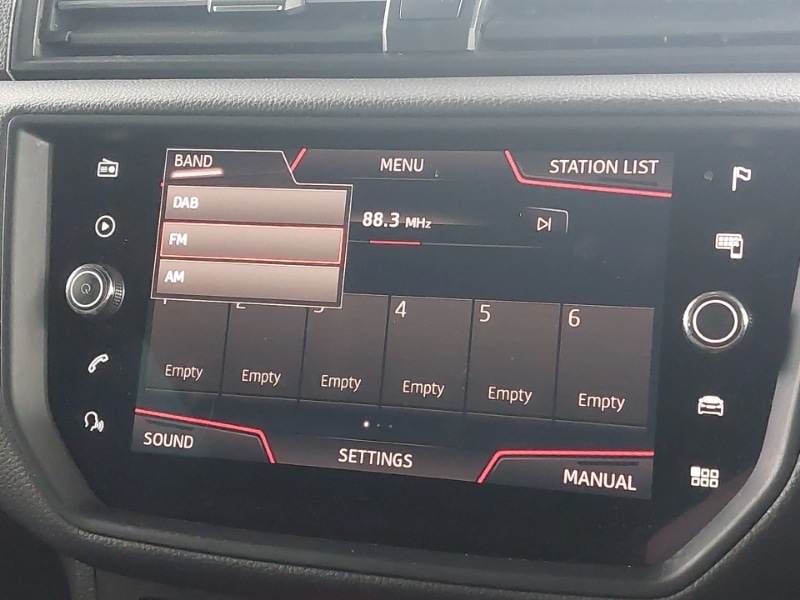 BAND
MENU
STATION LIST
DAB
FM
AM
88.3 MHz
4
5
6
Empty
Empty
Empty
Empty
Empty
Empty
SOUND
SETTINGS
MANUAL